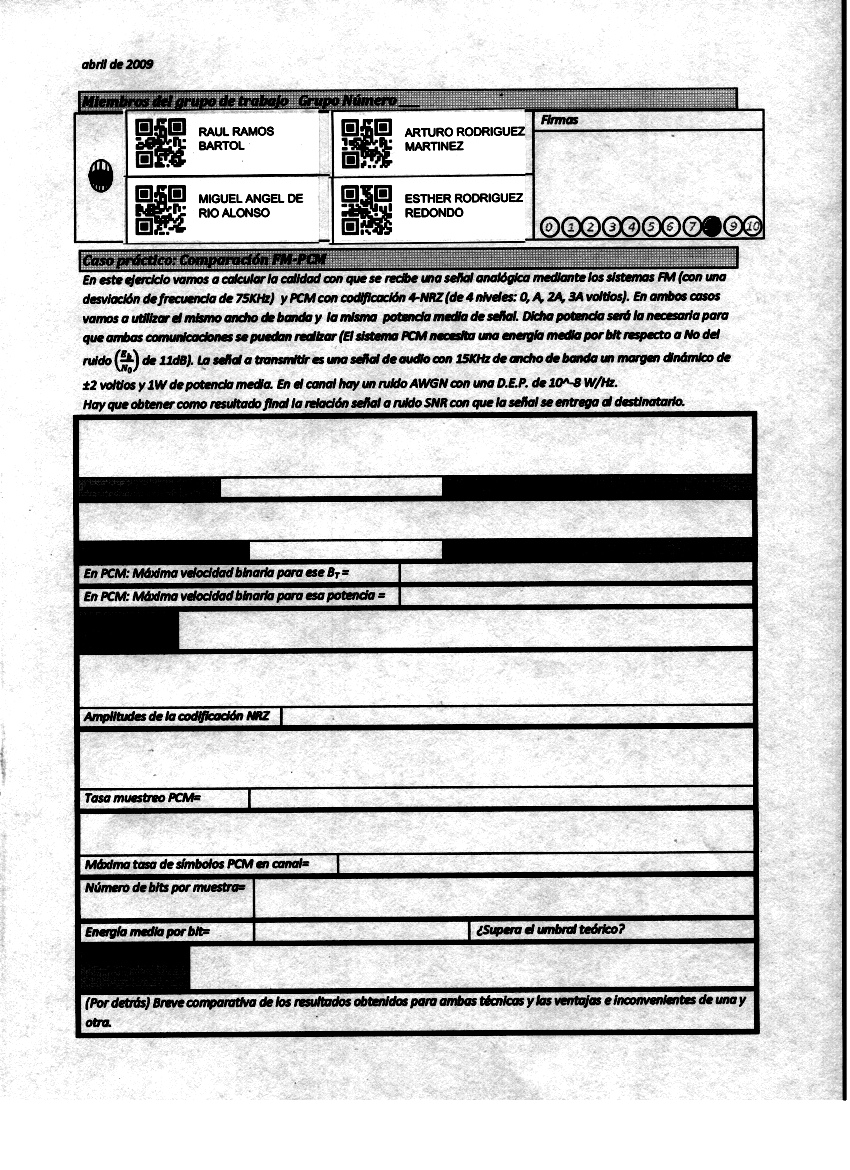 abril de 2009
Miembros del grupo de trabajo Grupo Número ___
RAUL RAMOS
BARTOL
ARTURO RODRIGUEZ
MARTINEZ
Firmas
MIGUEL ANGEL DE
RIO ALONSO
ESTHER RODRIGUEZ
REDONDO
0 1 2 3 4 5 6 7 9 10
Caso práctico: Comparación FM-PCM
En este ejercicio vamos a calcular la calidad con que se recibe una señal analógica mediante los sistemas FM (con una
desviación de frecuencia de 75KHz) y PCM con codificación 4-NRZ (de 4 niveles: 0, A, 2A, 3A voltios). En ambos casos
vamos a utilizar el mismo ancho de banda y la misma potencia media de señal. Dicha potencia será la necesaria para
que ambas comunicaciones se puedan realizar (El sistema PCM necesita una energía media por bit respecto a No del
ruido (E_b/N_0) de 11dB). La señal a transmitir es una señal de audio con 15KHz de ancho de banda un margen dinámico de
±2 voltios y 1W de potencia media. En el canal hay un ruido AWGN con una D.E.P. de 10^-8 W/Hz.
Hay que obtener como resultado final la relación señal a ruido SNR con que la señal se entrega al destinatario.
En PCM: Máxima velocidad binaria para ese B_T =
En PCM: Máxima velocidad binaria para esa potencia =
Amplitudes de la codificación NRZ
Tasa muestreo PCM=
Máxima tasa de símbolos PCM en canal=
Número de bits por muestra=
Energía media por bit= ¿Supera el umbral teórico?
(Por detrás) Breve comparativa de los resultados obtenidos para ambas técnicas y las ventajas e inconvenientes de una y
otra.